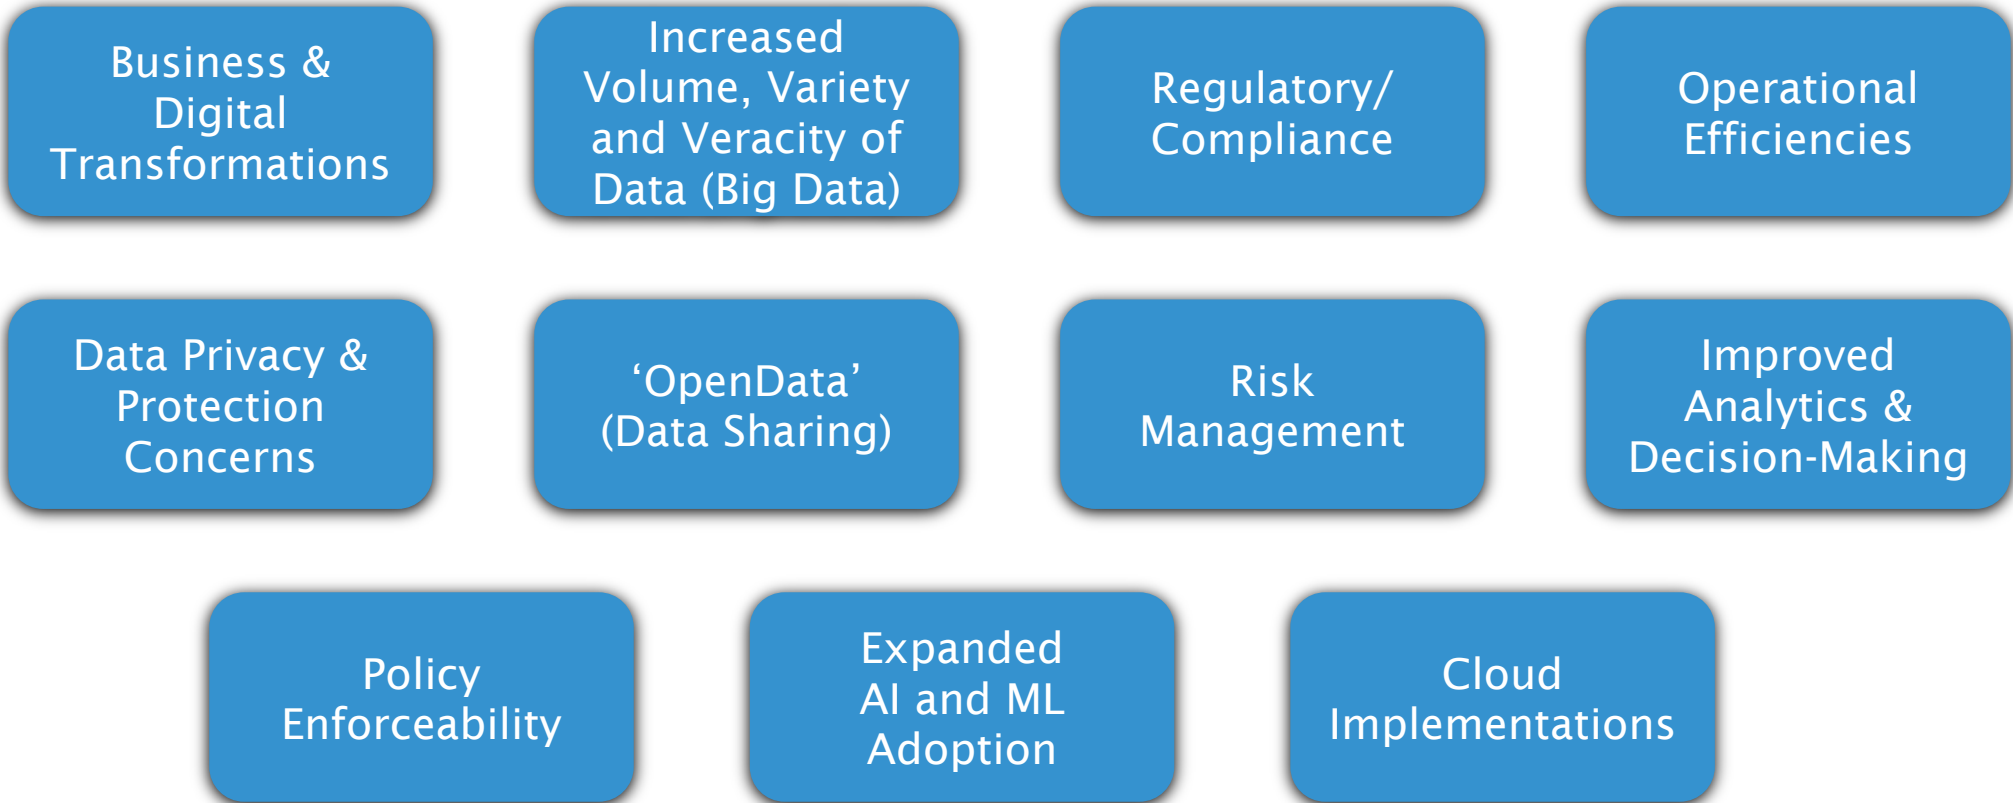 Business &
Digital
Transformations
Increased
Volume, Variety
and Veracity of
Data (Big Data)
Regulatory/
Compliance
Operational
Efficiencies
Data Privacy &
Protection
Concerns
‘OpenData’
(Data Sharing)
Risk
Management
Improved
Analytics &
Decision-Making
Policy
Enforceability
Expanded
AI and ML
Adoption
Cloud
Implementations